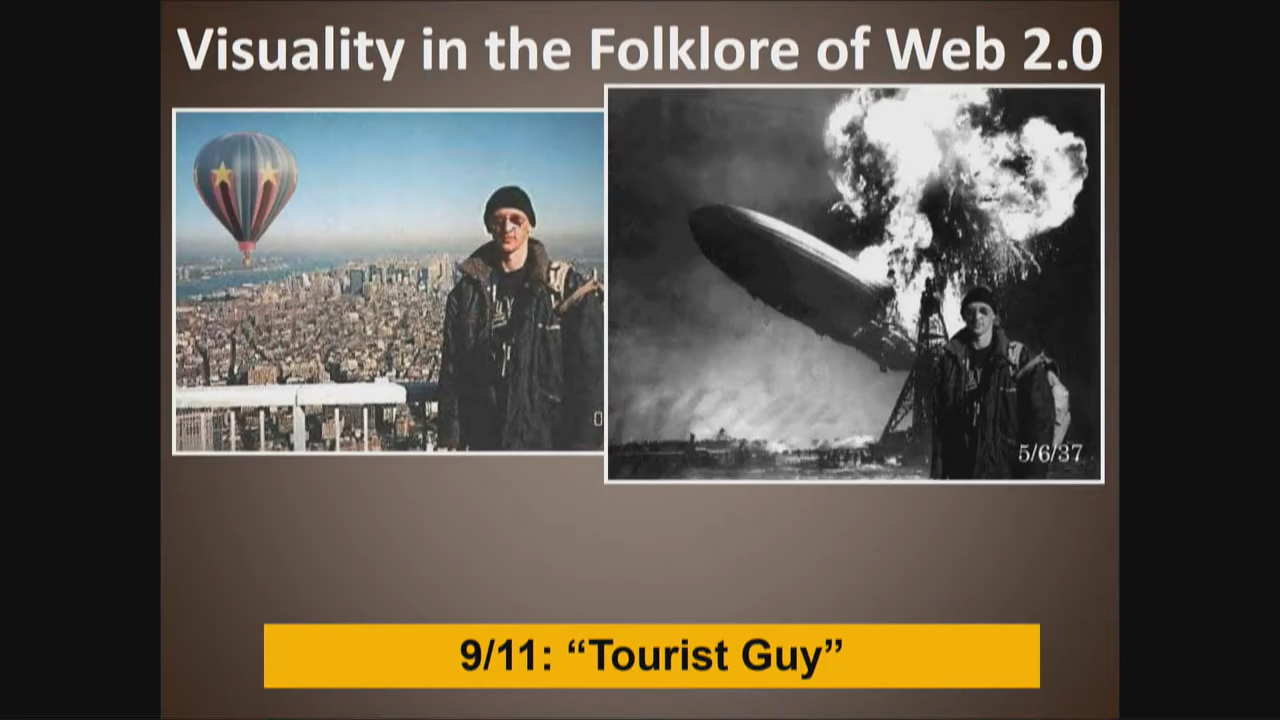 Visuality in the Folklore of Web 2.0
5/6/37
9/11: “Tourist Guy”